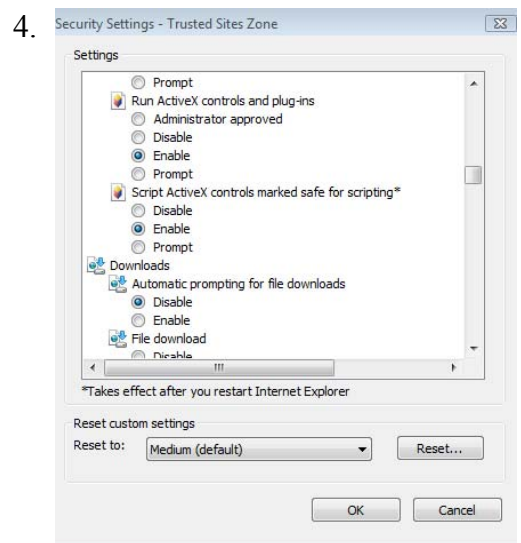 4.
Security Settings - Trusted Sites Zone
Settings
Prompt
Run ActiveX controls and plug-ins
Administrator approved
Disable
Enable
Prompt
Script ActiveX controls marked safe for scripting*
Disable
Enable
Prompt
Downloads
Automatic prompting for file downloads
Disable
Enable
File download
Disable
*Takes effect after you restart Internet Explorer
Reset custom settings
Reset to: Medium (default) Reset...
OK Cancel